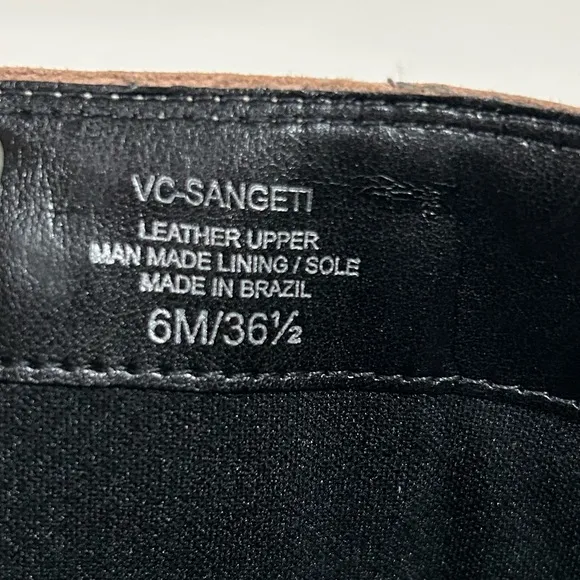 VC-SANGETI
LEATHER UPPER
MAN MADE LINING / SOLE
MADE IN BRAZIL
6M/36½